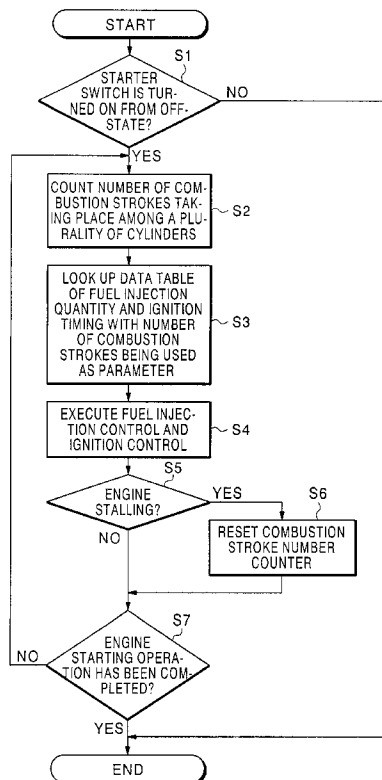 START
S1
STARTER
SWITCH IS TUR-
NED ON FROM OFF-
STATE?
NO
YES
COUNT NUMBER OF COM-
BUSTION STROKES TAK-
ING PLACE AMONG A PLU-
RALITY OF CYLINDERS
S2
LOOK UP DATA TABLE
OF FUEL INJECTION
QUANTITY AND IGNITION
TIMING WITH NUMBER
OF COMBUSTION
STROKES BEING USED
AS PARAMETER
S3
EXECUTE FUEL INJEC-
TION CONTROL AND
IGNITION CONTROL
S4
S5
ENGINE
STALLING?
YES
NO
S6
RESET COMBUSTION
STROKE NUMBER
COUNTER
S7
ENGINE
STARTING OPERA-
TION HAS BEEN COM-
PLETED?
NO
YES
END